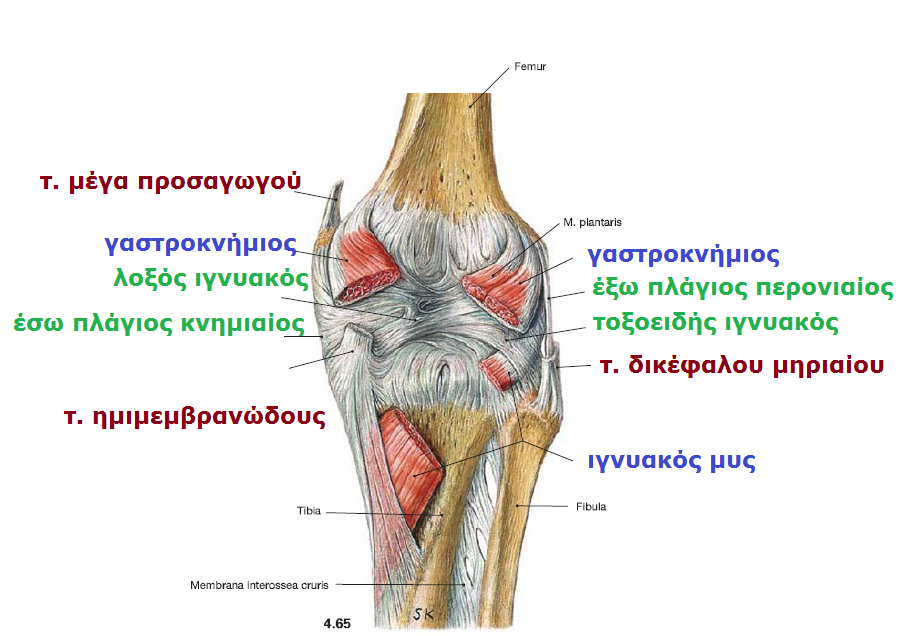 Femur
τ. μέγα προσαγωγού
M. plantaris
γαστροκνήμιος
γαστροκνήμιος
λοξός ιγνυακός
έξω πλάγιος περονιαίος
έσω πλάγιος κνημιαίος
τοξοειδής ιγνυακός
τ. δικέφαλου μηριαίου
τ. ημιμεμβρανώδους
ιγνυακός μυς
Tibia
Fibula
Membrana interossea cruris
SK
4.65